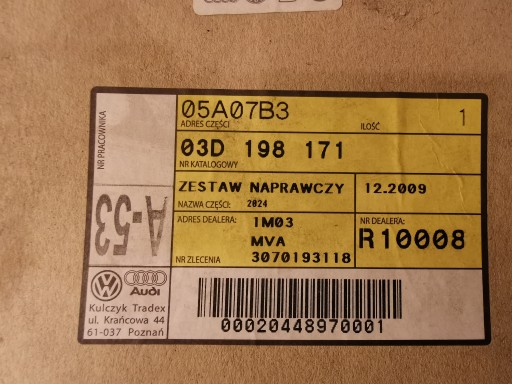 05A07B3
ADRES CZĘŚCI
ILOŚĆ
1
03D 198 171
NR KATALOGOWY
ZESTAW NAPRAWCZY
12.2009
NAZWA CZĘŚCI: 2024
ADRES DEALERA: 1M03
MVA
NR ZLECENIA 3070193118
NR DEALERA:
R10008
NR PRACOWNIKA
A-53
Audi
Kulczyk Tradex
ul. Krańcowa 44
61-037 Poznań
00020448970001